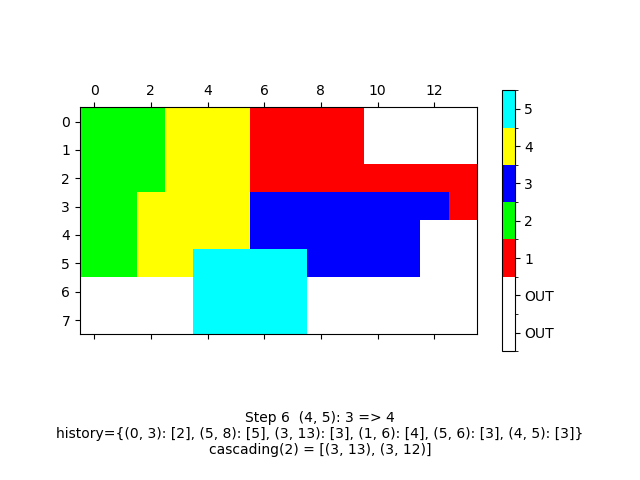 0 2 4 6 8 10 12
0
1
2
3
4
5
6
7
5
4
3
2
1
OUT
OUT
Step 6  (4, 5): 3 => 4
history={(0, 3): [2], (5, 8): [5], (3, 13): [3], (1, 6): [4], (5, 6): [3], (4, 5): [3]}
cascading(2) = [(3, 13), (3, 12)]